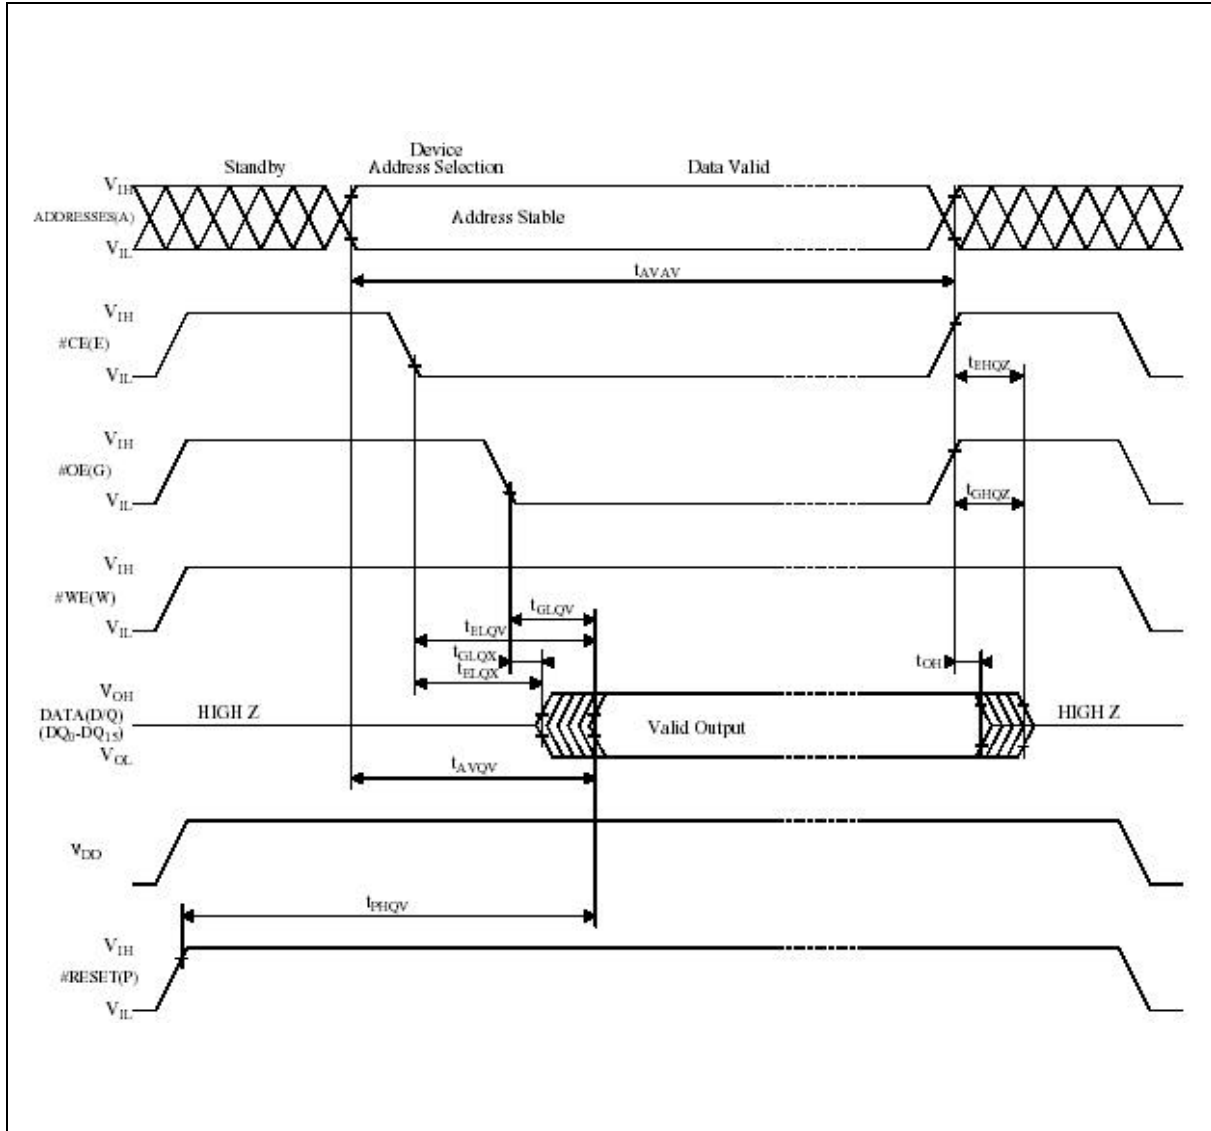 Device
Standby Address Selection Data Valid
VIH
ADDRESSES(A) Address Stable
VIL
tAVAV
VIH
#CE(E)
VIL
tEHQZ
VIH
#OE(G)
VIL
tGHQZ
VIH
#WE(W)
VIL
tGLQV
tELQV
tGLQX
tELQX
tOH
VOH
DATA(D/Q) HIGH Z Valid Output HIGH Z
(DQ0-DQ15)
VOL
tAVQV
VDD
tPHQV
VIH
#RESET(P)
VIL